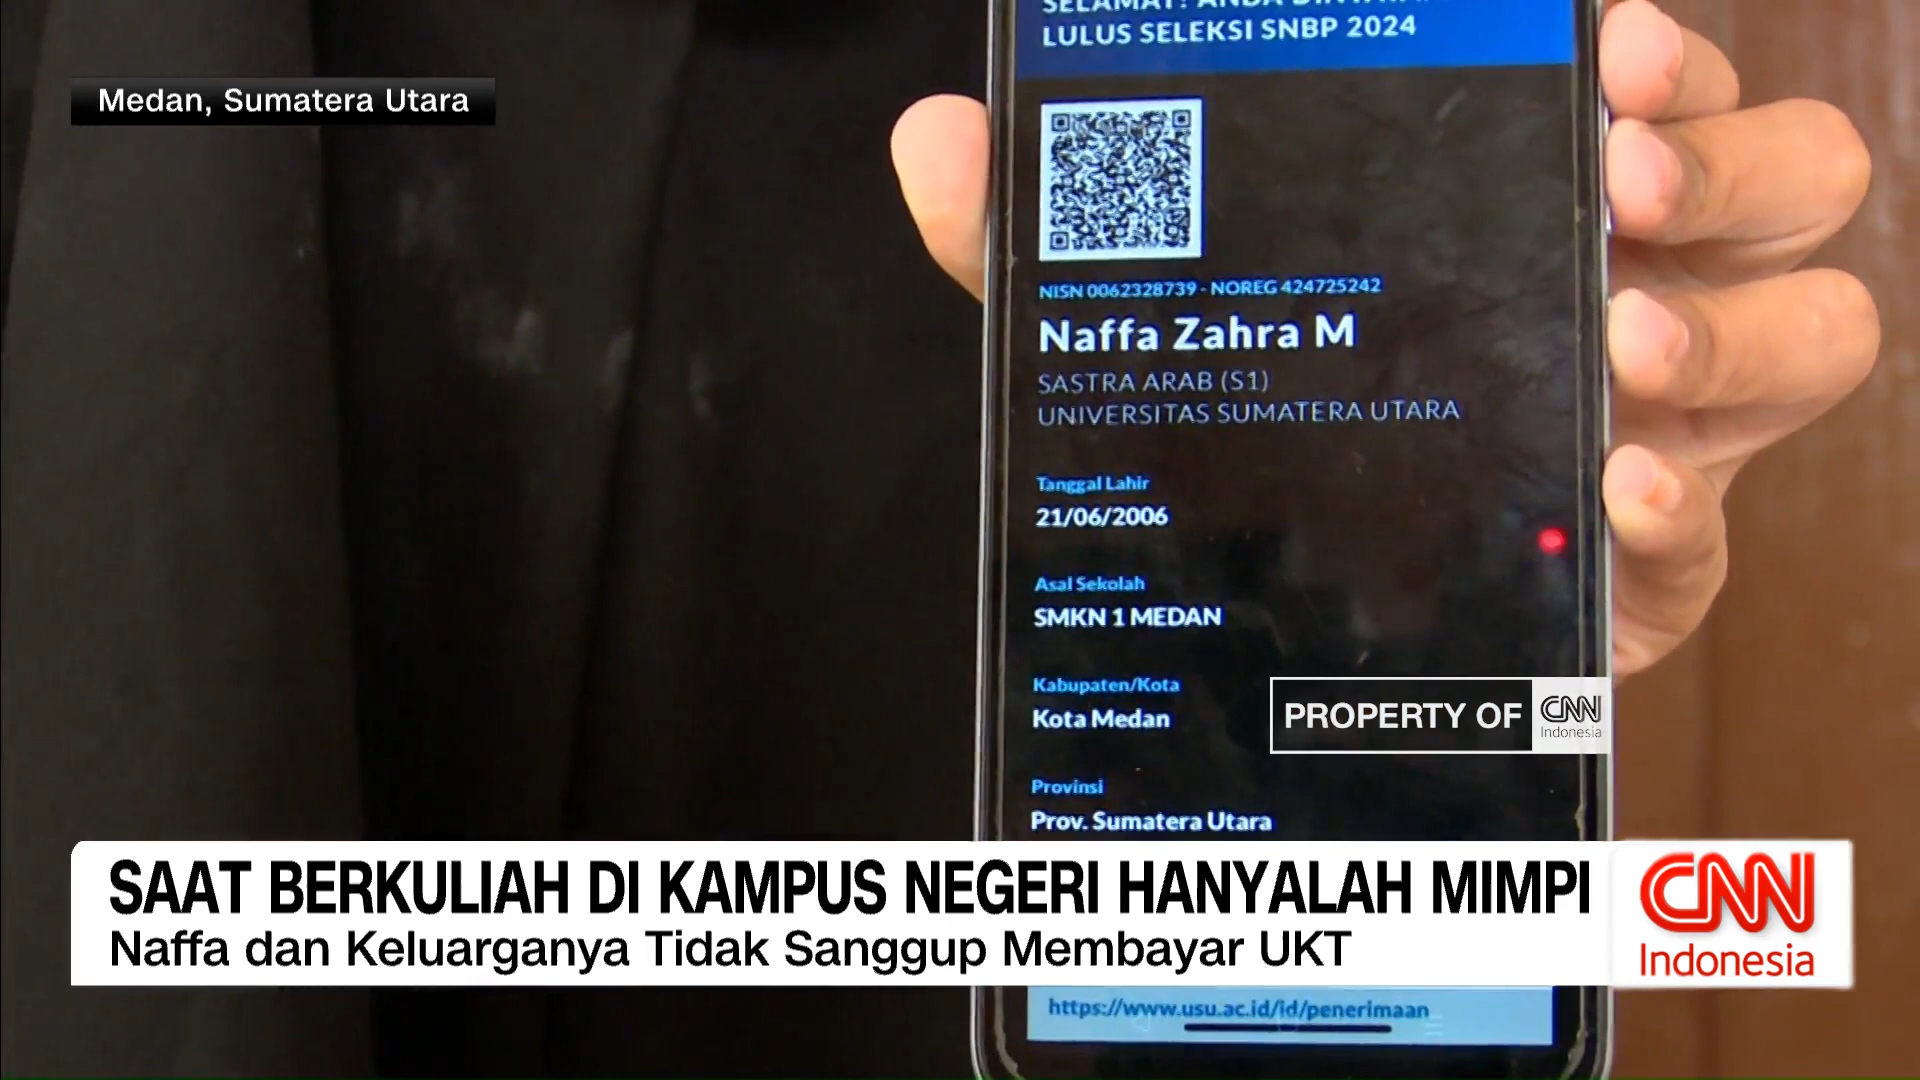 SELAMAT! ANDA DINYATAKAN
LULUS SELEKSI SNBP 2024
Medan, Sumatera Utara
NISN 0062328739 - NOREG 424725242
Naffa Zahra M
SASTRA ARAB (S1)
UNIVERSITAS SUMATERA UTARA
Tanggal Lahir
21/06/2006
Asal Sekolah
SMKN 1 MEDAN
Kabupaten/Kota
Kota Medan
PROPERTY OF CNN Indonesia
Provinsi
Prov. Sumatera Utara
SAAT BERKULIAH DI KAMPUS NEGERI HANYALAH MIMPI
Naffa dan Keluarganya Tidak Sanggup Membayar UKT
CNN
Indonesia
https://www.usu.ac.id/id/penerimaan